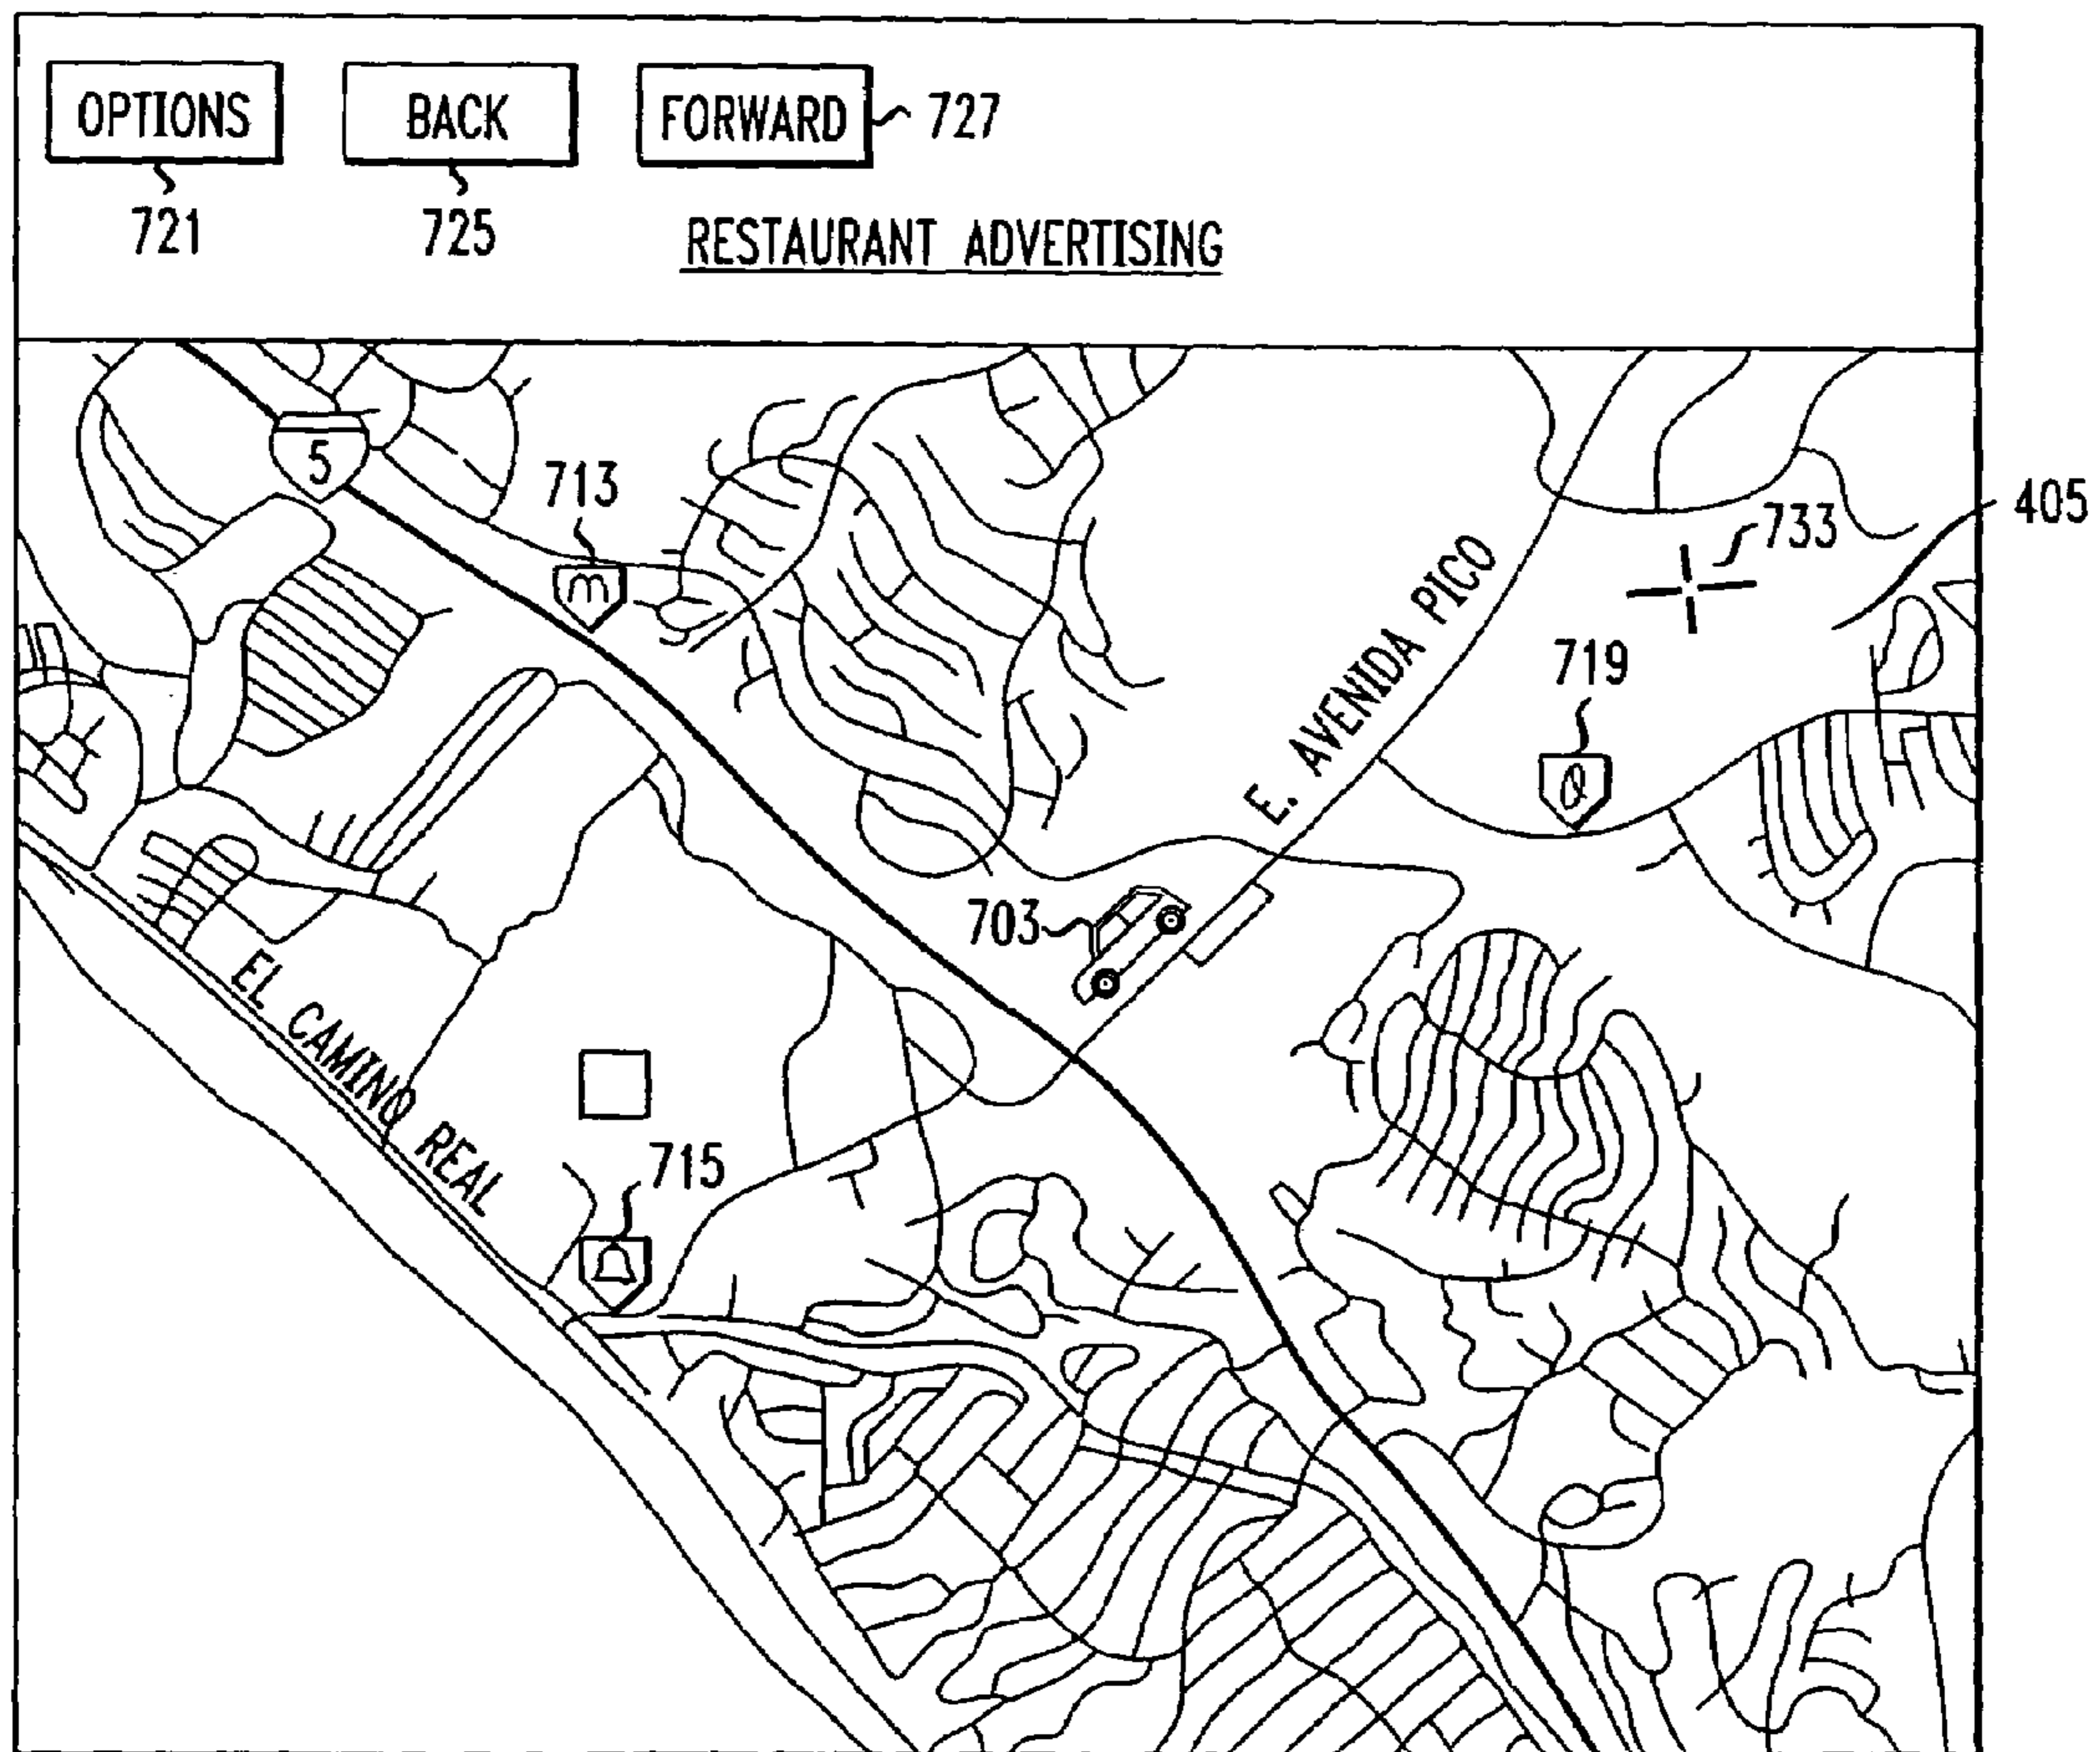 OPTIONS BACK FORWARD 727
721 725
RESTAURANT ADVERTISING
5
713
m
405
733
E. AVENIDA PICO
719
703
EL CAMINO REAL
715